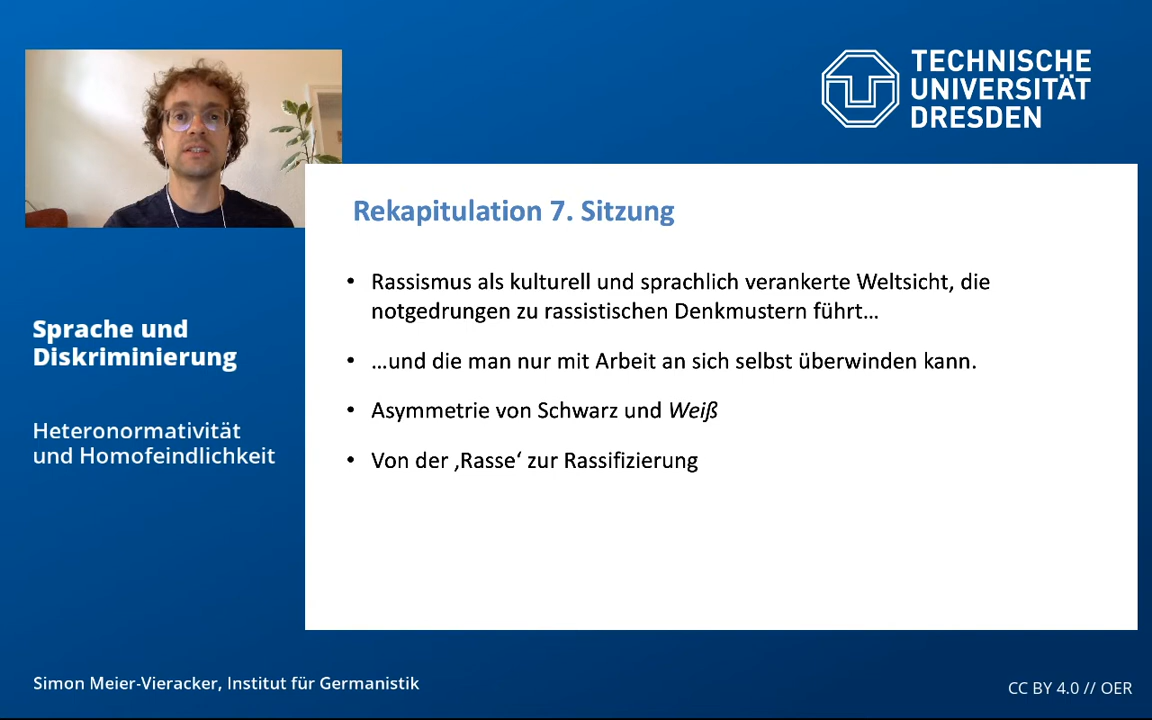 TECHNISCHE
UNIVERSITÄT
DRESDEN
Rekapitulation 7. Sitzung
• Rassismus als kulturell und sprachlich verankerte Weltsicht, die
notgedrungen zu rassistischen Denkmustern führt…
• …und die man nur mit Arbeit an sich selbst überwinden kann.
• Asymmetrie von Schwarz und Weiß
• Von der ‚Rasse‘ zur Rassifizierung
Sprache und
Diskriminierung
Heteronormativität
und Homofeindlichkeit
Simon Meier-Vieracker, Institut für Germanistik
CC BY 4.0 // OER